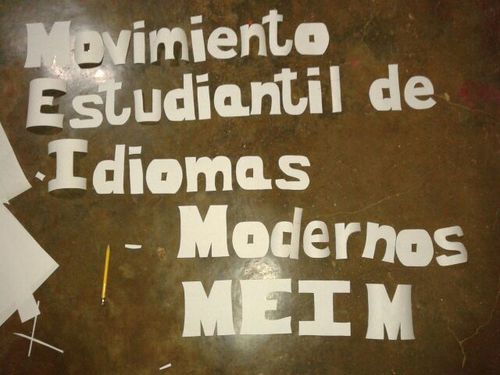 Movimiento
Estudiantil de
Idiomas
Modernos
MEIM